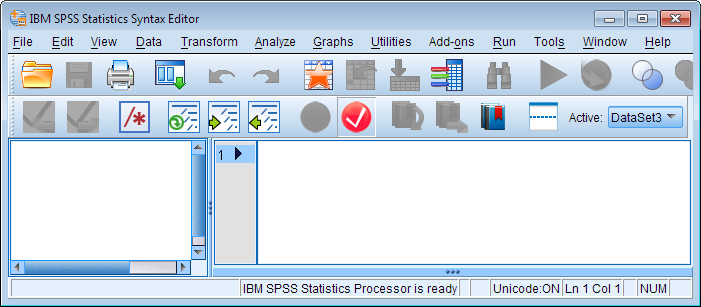 IBM SPSS Statistics Syntax Editor
File Edit View Data Transform Analyze Graphs Utilities Add-ons Run Tools Window Help
/* Active: DataSet3
1
IBM SPSS Statistics Processor is ready Unicode:ON Ln 1 Col 1 NUM